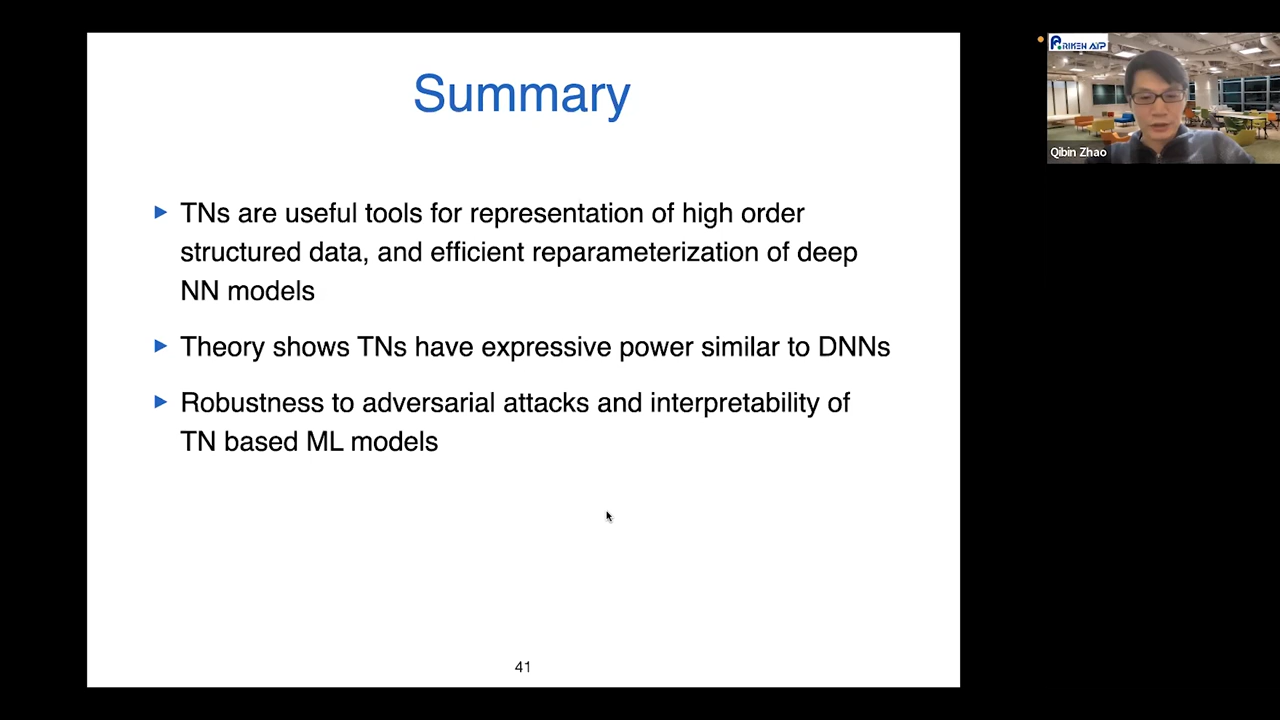 Summary
TNs are useful tools for representation of high order
structured data, and efficient reparameterization of deep
NN models
Theory shows TNs have expressive power similar to DNNs
Robustness to adversarial attacks and interpretability of
TN based ML models
41
RIKEN AIP
Qibin Zhao